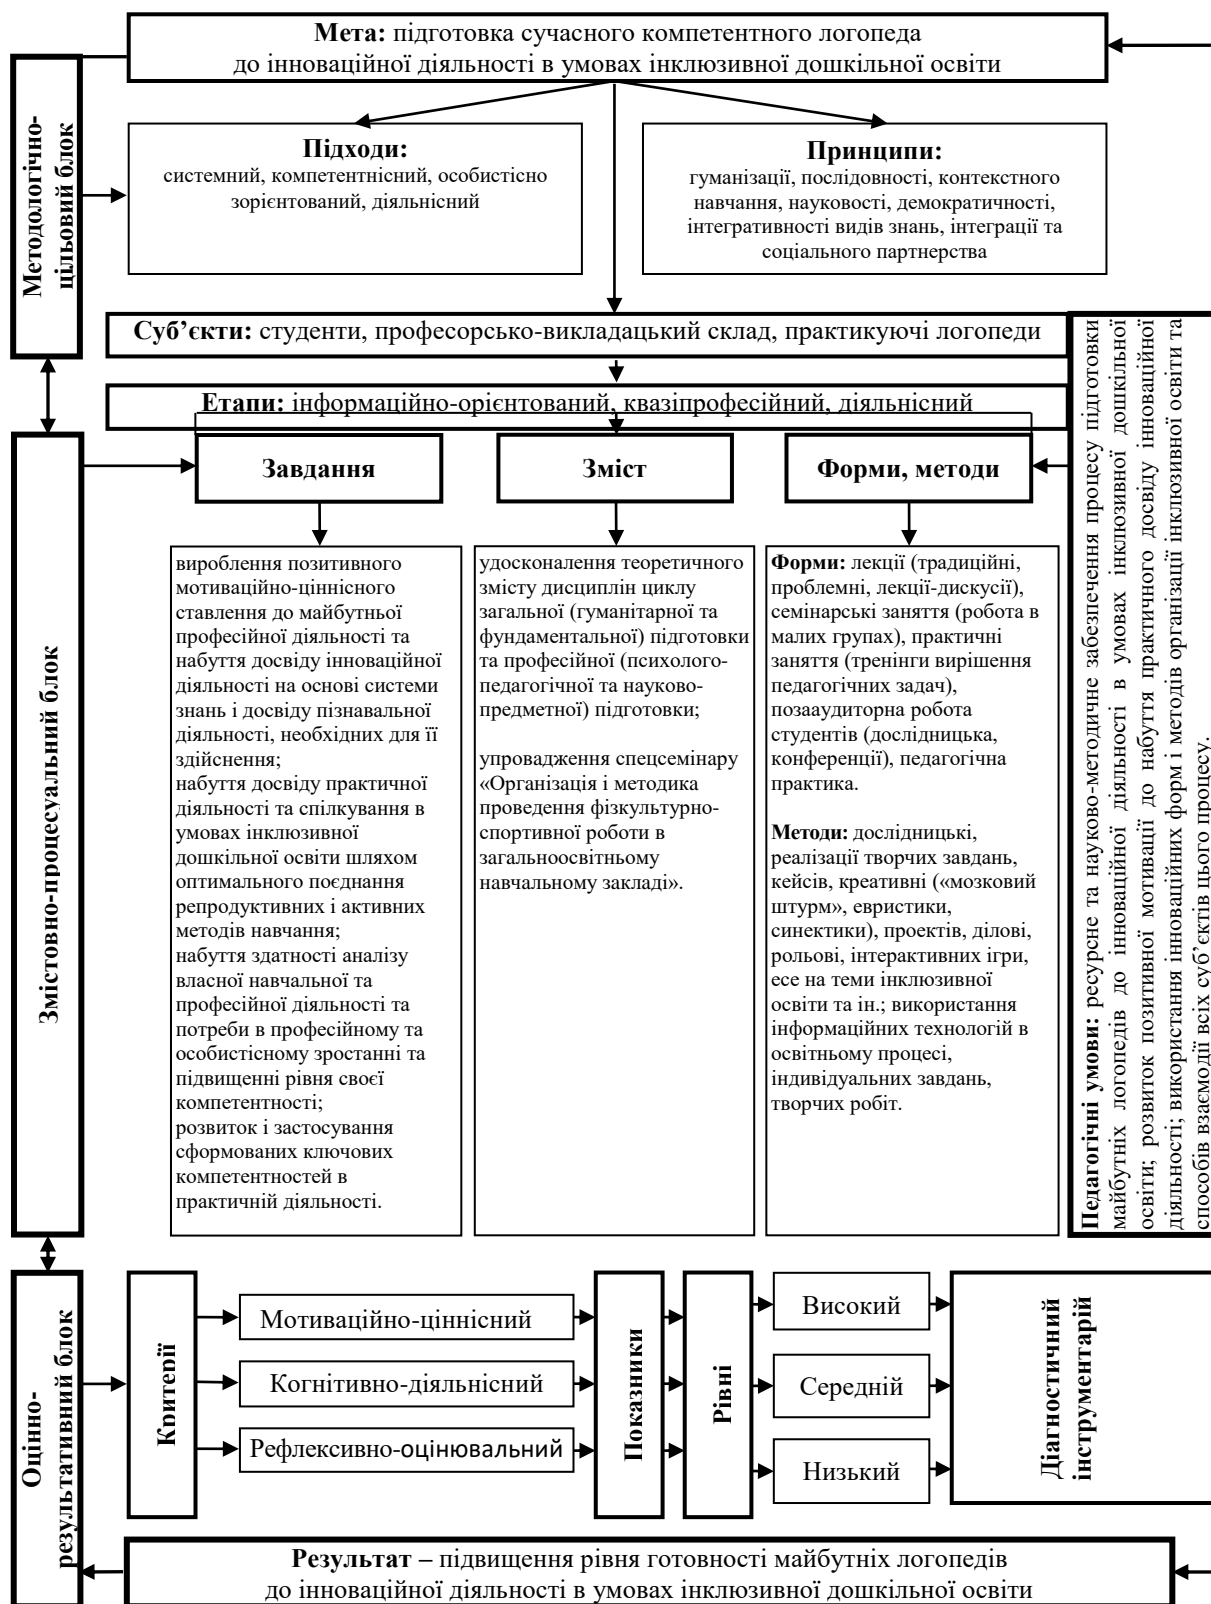 Мета: підготовка сучасного компетентного логопеда
до інноваційної діяльності в умовах інклюзивної дошкільної освіти
Методологічно-
цільовий блок
Підходи:
системний, компетентнісний, особистісно
зорієнтований, діяльнісний
Принципи:
гуманізації, послідовності, контекстного
навчання, науковості, демократичності,
інтегративності видів знань, інтеграції та
соціального партнерства
Суб’єкти: студенти, професорсько-викладацький склад, практикуючі логопеди
Етапи: інформаційно-орієнтований, квазіпрофесійний, діяльнісний
Змістовно-процесуальний блок
Завдання
Зміст
Форми, методи
вироблення позитивного
мотиваційно-ціннісного
ставлення до майбутньої
професійної діяльності та
набуття досвіду інноваційної
діяльності на основі системи
знань і досвіду пізнавальної
діяльності, необхідних для її
здійснення;
набуття досвіду практичної
діяльності та спілкування в
умовах інклюзивної
дошкільної освіти шляхом
оптимального поєднання
репродуктивних і активних
методів навчання;
набуття здатності аналізу
власної навчальної та
професійної діяльності та
потреби в професійному та
особистісному зростанні та
підвищенні рівня своєї
компетентності;
розвиток і застосування
сформованих ключових
компетентностей в
практичній діяльності.
удосконалення теоретичного
змісту дисциплін циклу
загальної (гуманітарної та
фундаментальної) підготовки
та професійної (психолого-
педагогічної та науково-
предметної) підготовки;
упровадження спецсемінару
«Організація і методика
проведення фізкультурно-
спортивної роботи в
загальноосвітньому
навчальному закладі».
Форми: лекції (традиційні,
проблемні, лекції-дискусії),
семінарські заняття (робота в
малих групах), практичні
заняття (тренінги вирішення
педагогічних задач),
позааудиторна робота
студентів (дослідницька,
конференції), педагогічна
практика.
Методи: дослідницькі,
реалізації творчих завдань,
кейсів, креативні («мозковий
штурм», евристики,
синектики), проектів, ділові,
рольові, інтерактивних ігри,
есе на теми інклюзивної
освіти та ін.; використання
інформаційних технологій в
освітньому процесі,
індивідуальних завдань,
творчих робіт.
Педагогічні умови: ресурсне та науково-методичне забезпечення процесу підготовки
майбутніх логопедів до інноваційної діяльності в умовах інклюзивної дошкільної
освіти; розвиток позитивної мотивації до набуття практичного досвіду інноваційної
діяльності; використання інноваційних форм і методів організації інклюзивної освіти та
способів взаємодії всіх суб’єктів цього процесу.
Оцінно-
результативний блок
Критерії
Мотиваційно-ціннісний
Когнітивно-діяльнісний
Рефлексивно-оцінювальний
Показники
Рівні
Високий
Середній
Низький
Діагностичний
інструментарій
Результат – підвищення рівня готовності майбутніх логопедів
до інноваційної діяльності в умовах інклюзивної дошкільної освіти